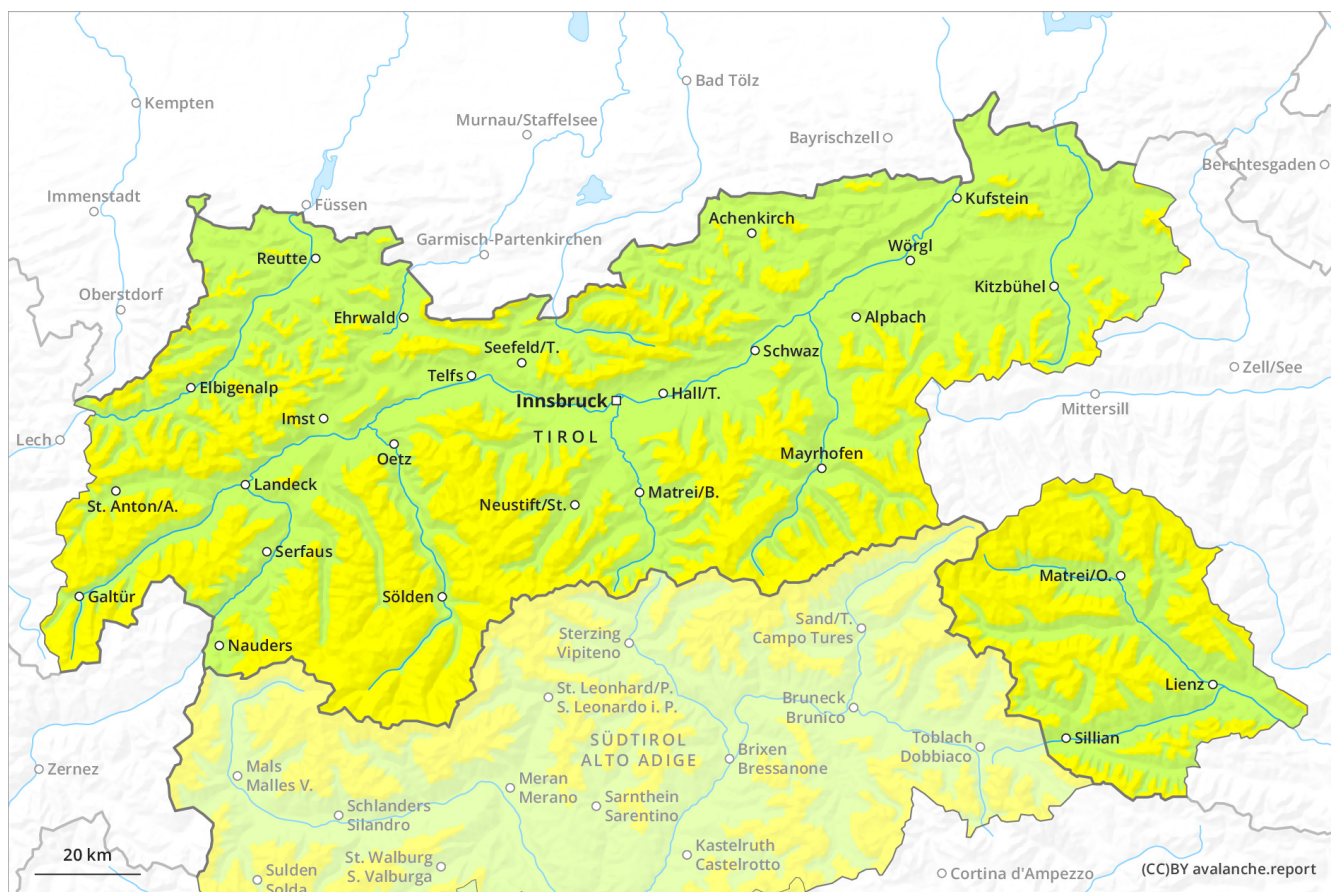 Bad Tölz
Kempten
Murnau/Staffelsee
Bayrischzell
Berchtesgaden
Immenstadt
Füssen
Kufstein
Achenkirch
Garmisch-Partenkirchen
Wörgl
Reutte
Kitzbühel
Oberstdorf
Ehrwald
Alpbach
Seefeld/T.
Schwaz
Zell/See
Telfs
Elbigenalp
Hall/T.
Innsbruck
Mittersill
Imst
TIROL
Lech
Oetz
Mayrhofen
Landeck
St. Anton/A.
Matrei/B.
Neustift/St.
Serfaus
Matrei/O.
Galtür
Sölden
Sand/T.
Campo Tures
Sterzing
Vipiteno
Nauders
Lienz
St. Leonhard/P.
S. Leonardo i. P.
Bruneck
Brunico
SÜDTIROL
ALTO ADIGE
Toblach
Dobbiaco
Sillian
Brixen
Bressanone
Zernez
Mals
Malles V.
Meran
Merano
Sarnthein
Sarentino
Schlanders
Silandro
Kastelruth
Castelrotto
20 km
St. Walburg
S. Valburga
Sulden
Solda
Cortina d'Ampezzo
(CC)BY avalanche.report